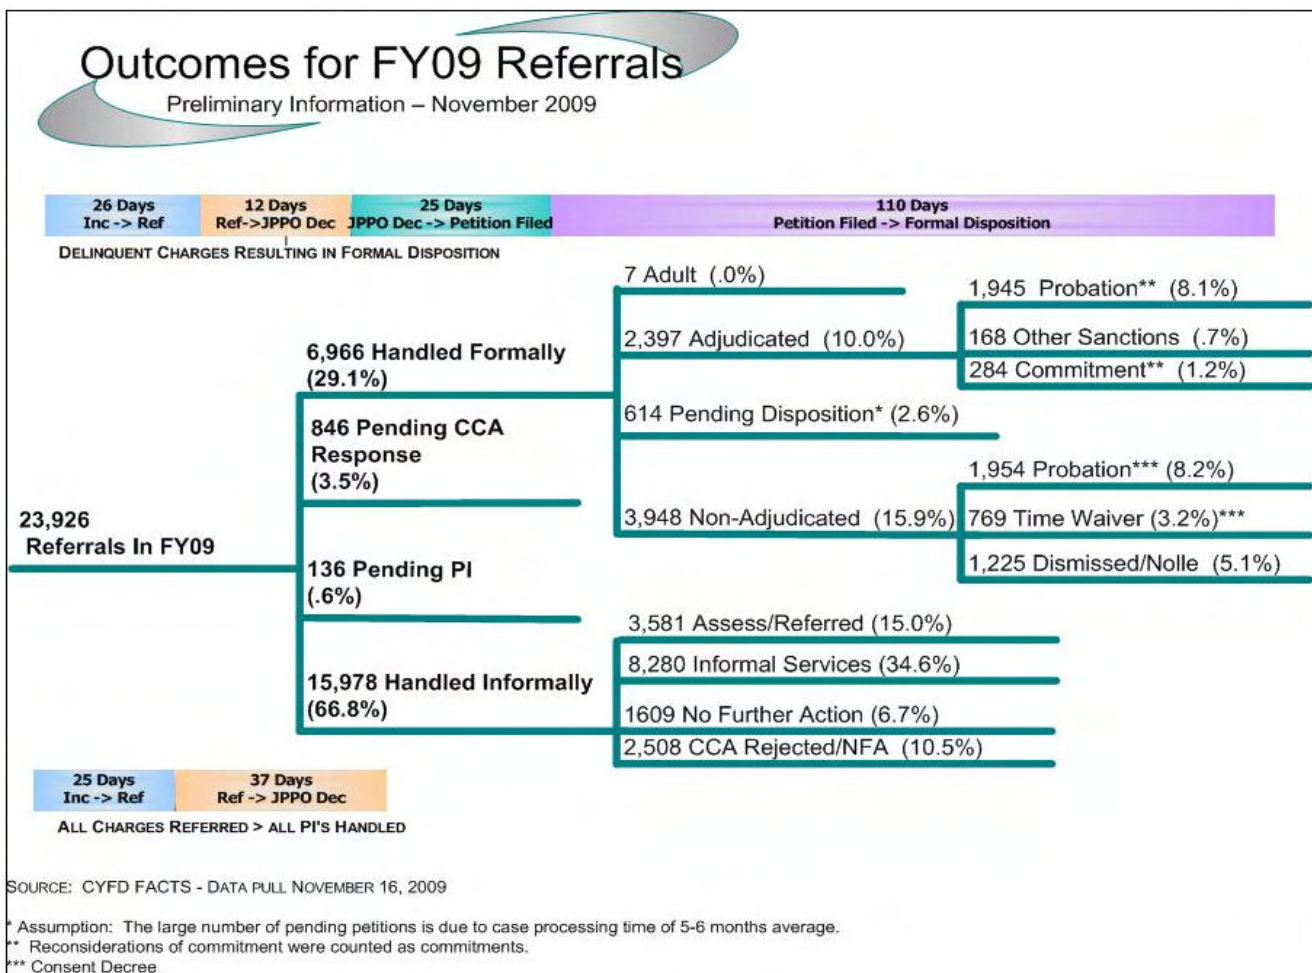 Outcomes for FY09 Referrals
Preliminary Information – November 2009
26 Days
Inc -> Ref
12 Days
Ref->JPPO Dec
25 Days
JPPO Dec -> Petition Filed
110 Days
Petition Filed -> Formal Disposition
DELINQUENT CHARGES RESULTING IN FORMAL DISPOSITION
23,926
Referrals In FY09
6,966 Handled Formally
(29.1%)
846 Pending CCA
Response
(3.5%)
136 Pending PI
(.6%)
15,978 Handled Informally
(66.8%)
7 Adult (.0%)
2,397 Adjudicated (10.0%)
614 Pending Disposition* (2.6%)
3,948 Non-Adjudicated (15.9%)
1,945 Probation** (8.1%)
168 Other Sanctions (.7%)
284 Commitment** (1.2%)
1,954 Probation*** (8.2%)
769 Time Waiver (3.2%)***
1,225 Dismissed/Nolle (5.1%)
3,581 Assess/Referred (15.0%)
8,280 Informal Services (34.6%)
1609 No Further Action (6.7%)
2,508 CCA Rejected/NFA (10.5%)
25 Days
Inc -> Ref
37 Days
Ref -> JPPO Dec
ALL CHARGES REFERRED > ALL PI'S HANDLED
SOURCE: CYFD FACTS - DATA PULL NOVEMBER 16, 2009
* Assumption: The large number of pending petitions is due to case processing time of 5-6 months average.
** Reconsiderations of commitment were counted as commitments.
*** Consent Decree